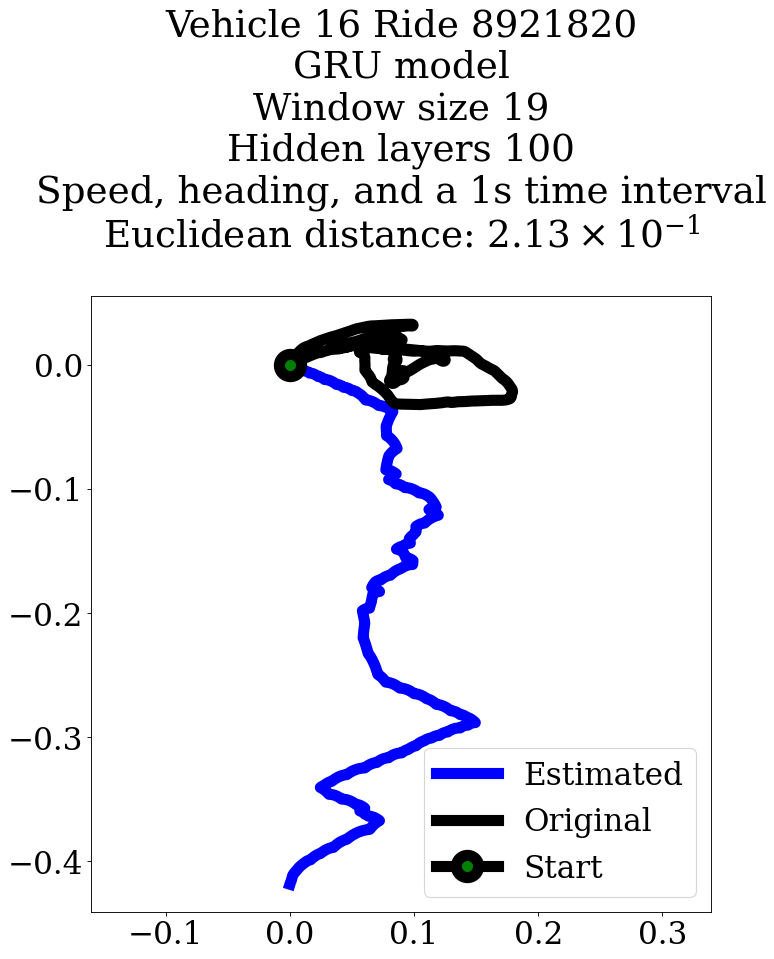 Vehicle 16 Ride 8921820
GRU model
Window size 19
Hidden layers 100
Speed, heading, and a 1s time interval
Euclidean distance: 2.13 × 10⁻¹
0.0
−0.1
−0.2
−0.3
−0.4
Estimated
Original
Start
−0.1 0.0 0.1 0.2 0.3